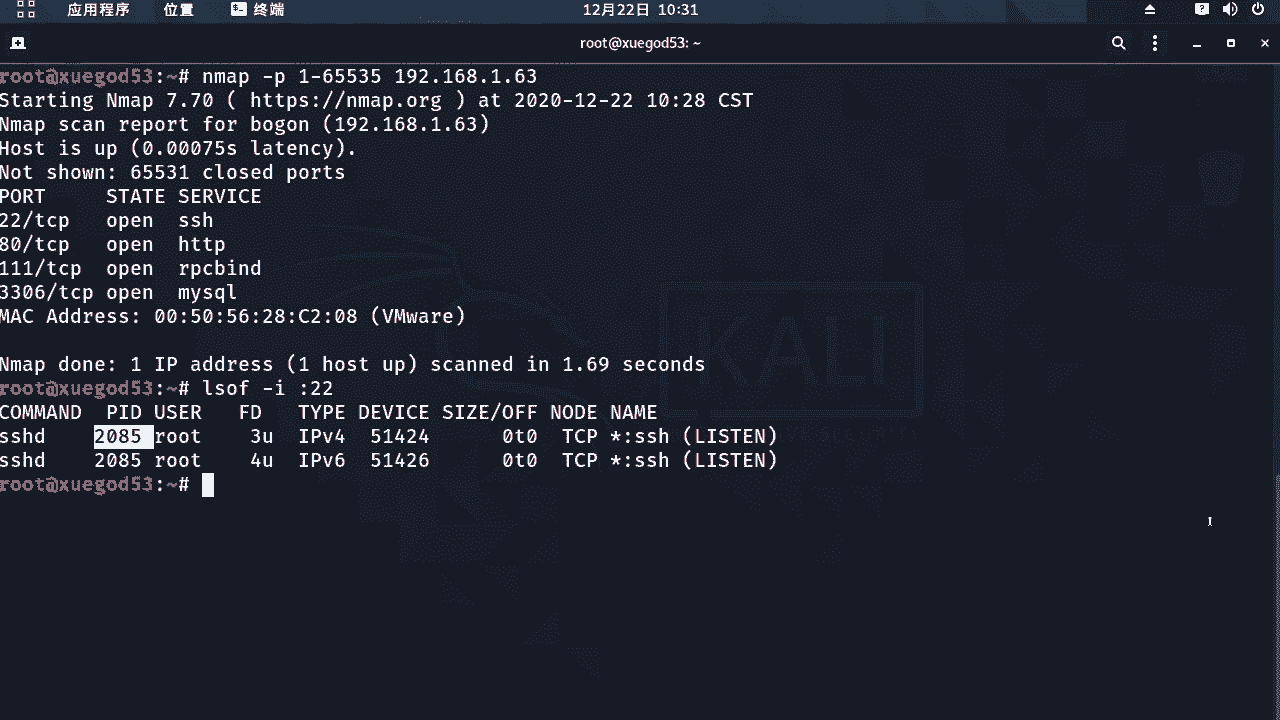 应用程序 位置 终端 12月22日 10:31
root@xuegod53: ~
root@xuegod53:~# nmap -p 1-65535 192.168.1.63
Starting Nmap 7.70 ( https://nmap.org ) at 2020-12-22 10:28 CST
Nmap scan report for bogon (192.168.1.63)
Host is up (0.00075s latency).
Not shown: 65531 closed ports
PORT     STATE SERVICE
22/tcp   open  ssh
80/tcp   open  http
111/tcp  open  rpcbind
3306/tcp open  mysql
MAC Address: 00:50:56:28:C2:08 (VMware)
Nmap done: 1 IP address (1 host up) scanned in 1.69 seconds
root@xuegod53:~# lsof -i :22
COMMAND  PID USER   FD   TYPE DEVICE SIZE/OFF NODE NAME
sshd    2085 root    3u  IPv4  51424      0t0  TCP *:ssh (LISTEN)
sshd    2085 root    4u  IPv6  51426      0t0  TCP *:ssh (LISTEN)
root@xuegod53:~#
KALI